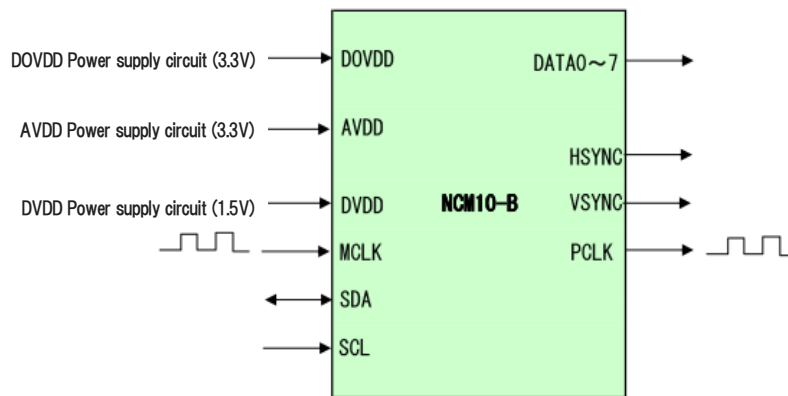 DOVDD Power supply circuit (3.3V)
DOVDD
DATA0～7
AVDD Power supply circuit (3.3V)
AVDD
HSYNC
DVDD Power supply circuit (1.5V)
DVDD
NCM10-B
VSYNC
MCLK
PCLK
SDA
SCL